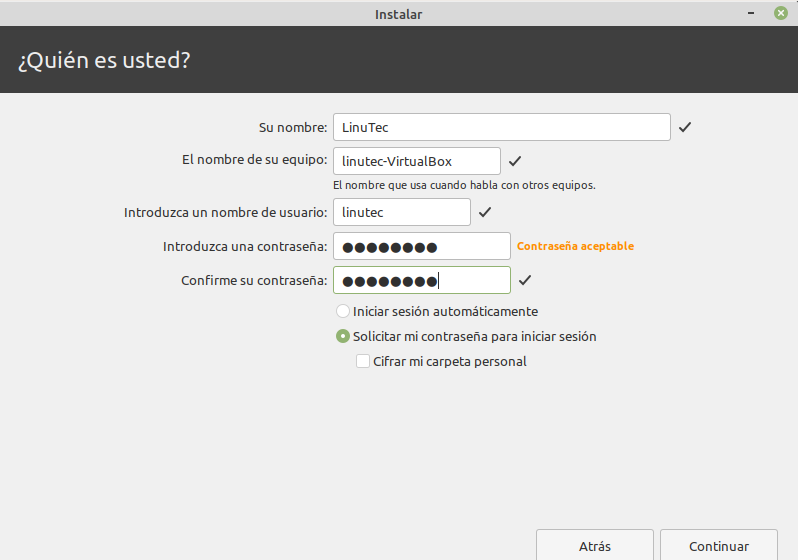 Instalar
¿Quién es usted?
Su nombre: LinuTec
El nombre de su equipo: linutec-VirtualBox
El nombre que usa cuando habla con otros equipos.
Introduzca un nombre de usuario: linutec
Introduzca una contraseña: ●●●●●●●● Contraseña aceptable
Confirme su contraseña: ●●●●●●●●
Iniciar sesión automáticamente
Solicitar mi contraseña para iniciar sesión
Cifrar mi carpeta personal
Atrás Continuar